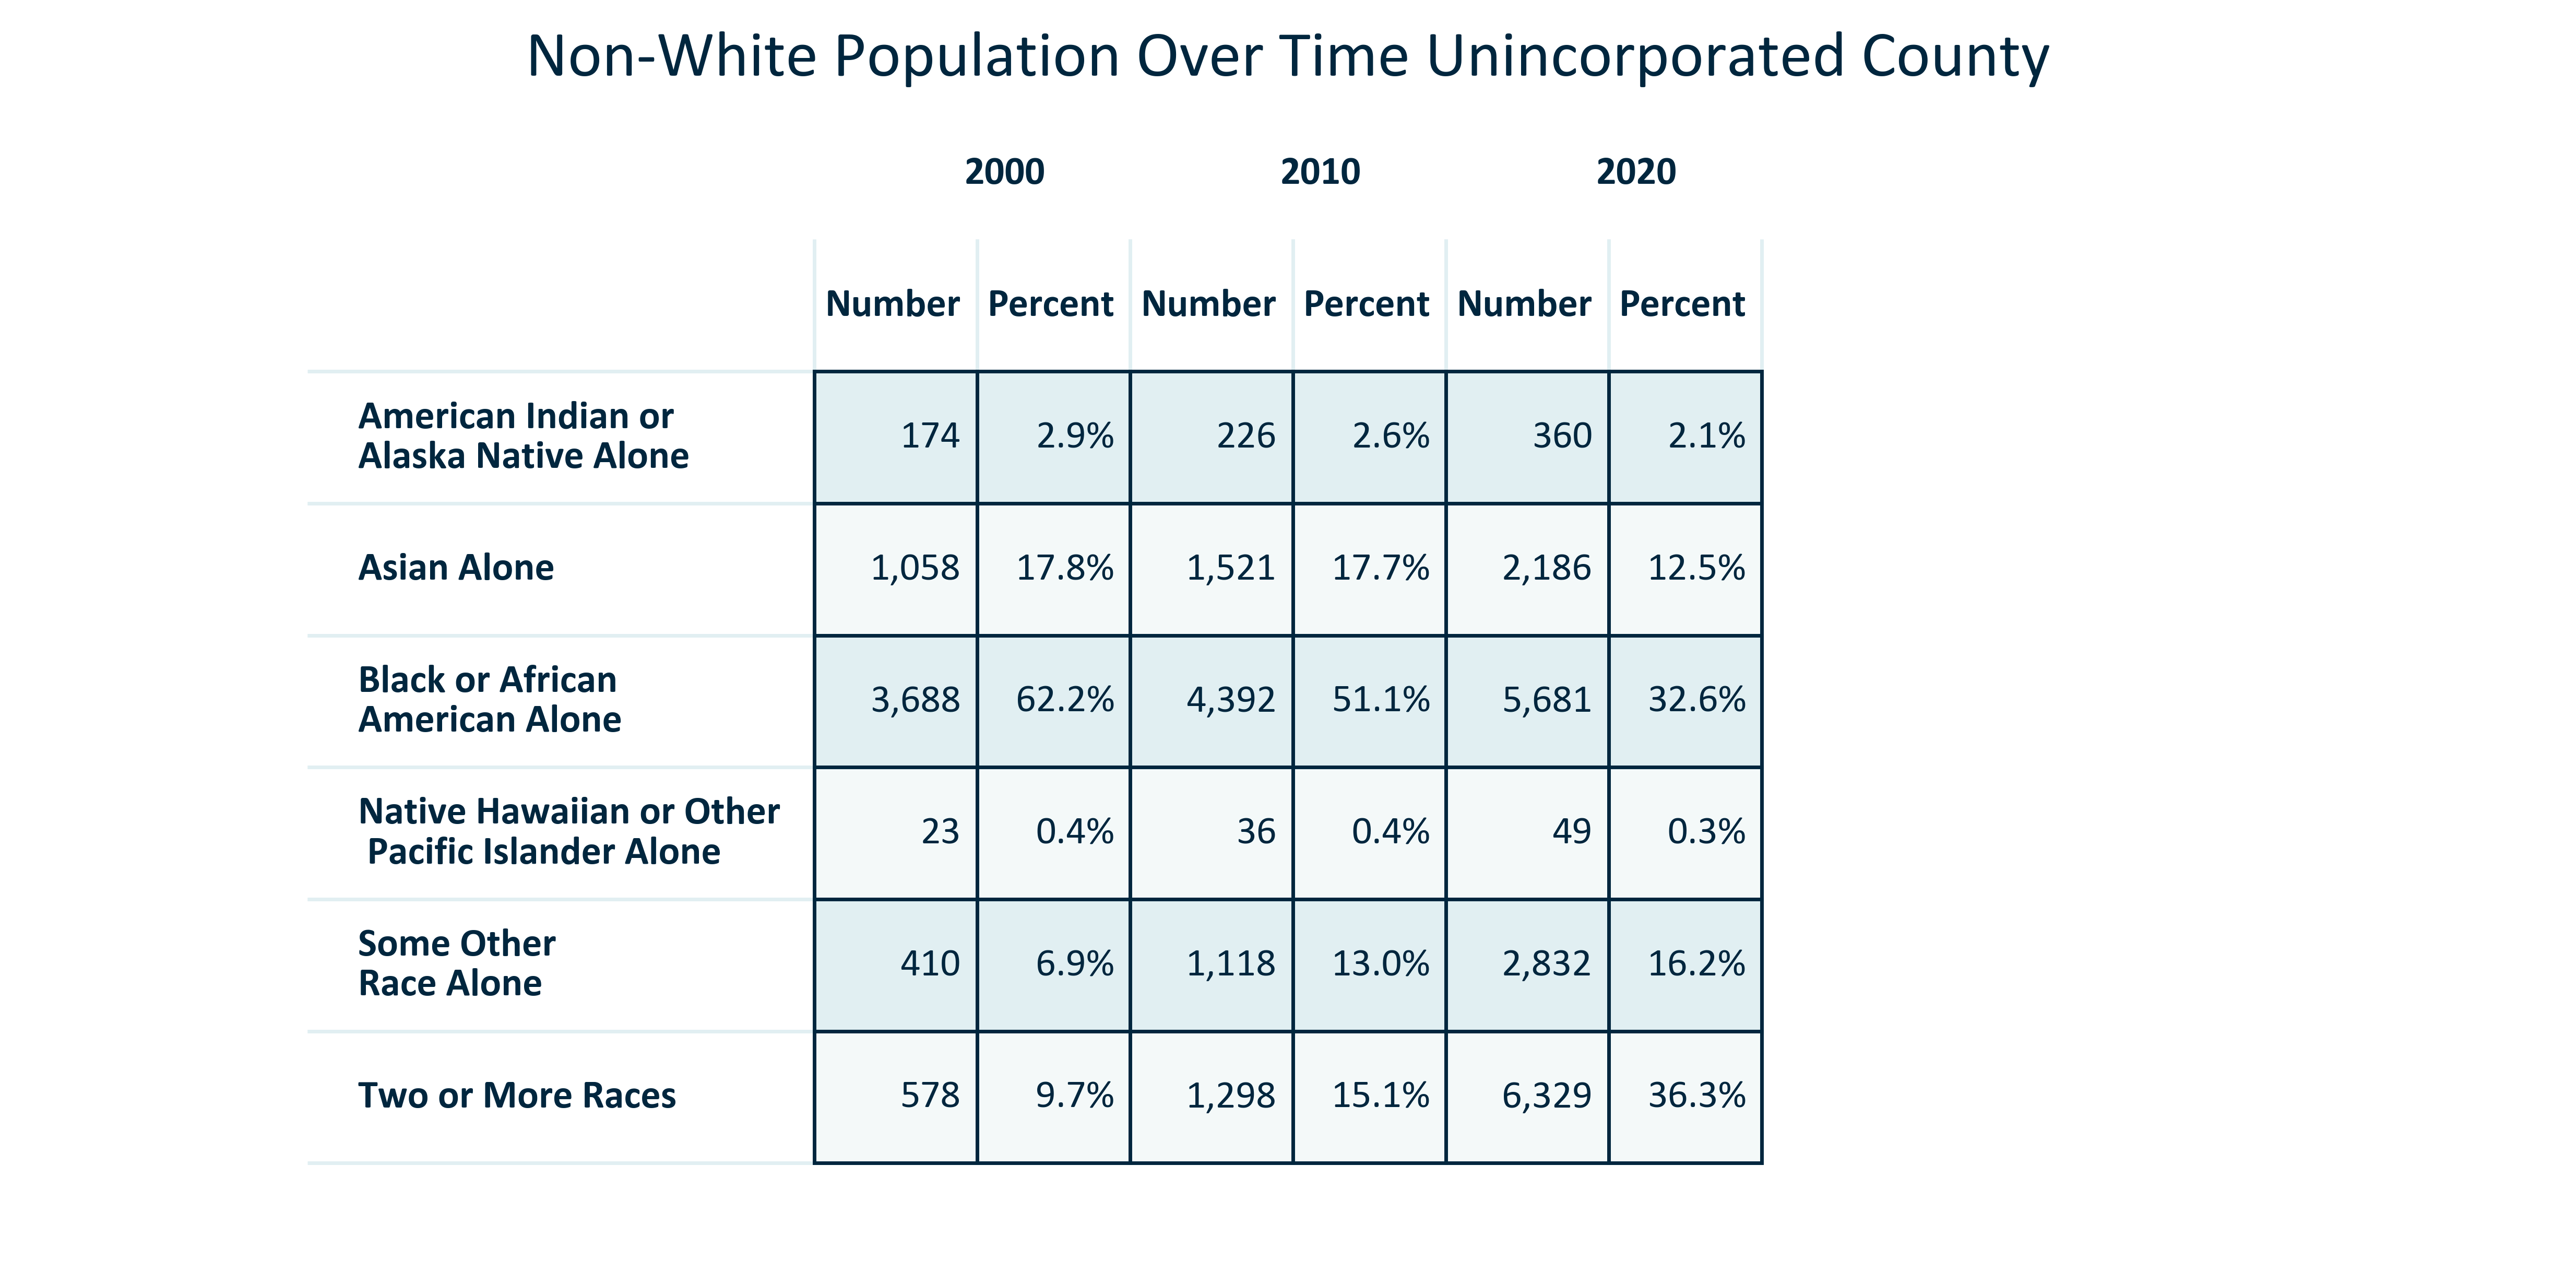 Non-White Population Over Time Unincorporated County
2000 2010 2020
Number Percent Number Percent Number Percent
American Indian or
Alaska Native Alone
174 2.9% 226 2.6% 360 2.1%
Asian Alone 1,058 17.8% 1,521 17.7% 2,186 12.5%
Black or African
American Alone
3,688 62.2% 4,392 51.1% 5,681 32.6%
Native Hawaiian or Other
Pacific Islander Alone
23 0.4% 36 0.4% 49 0.3%
Some Other
Race Alone
410 6.9% 1,118 13.0% 2,832 16.2%
Two or More Races 578 9.7% 1,298 15.1% 6,329 36.3%